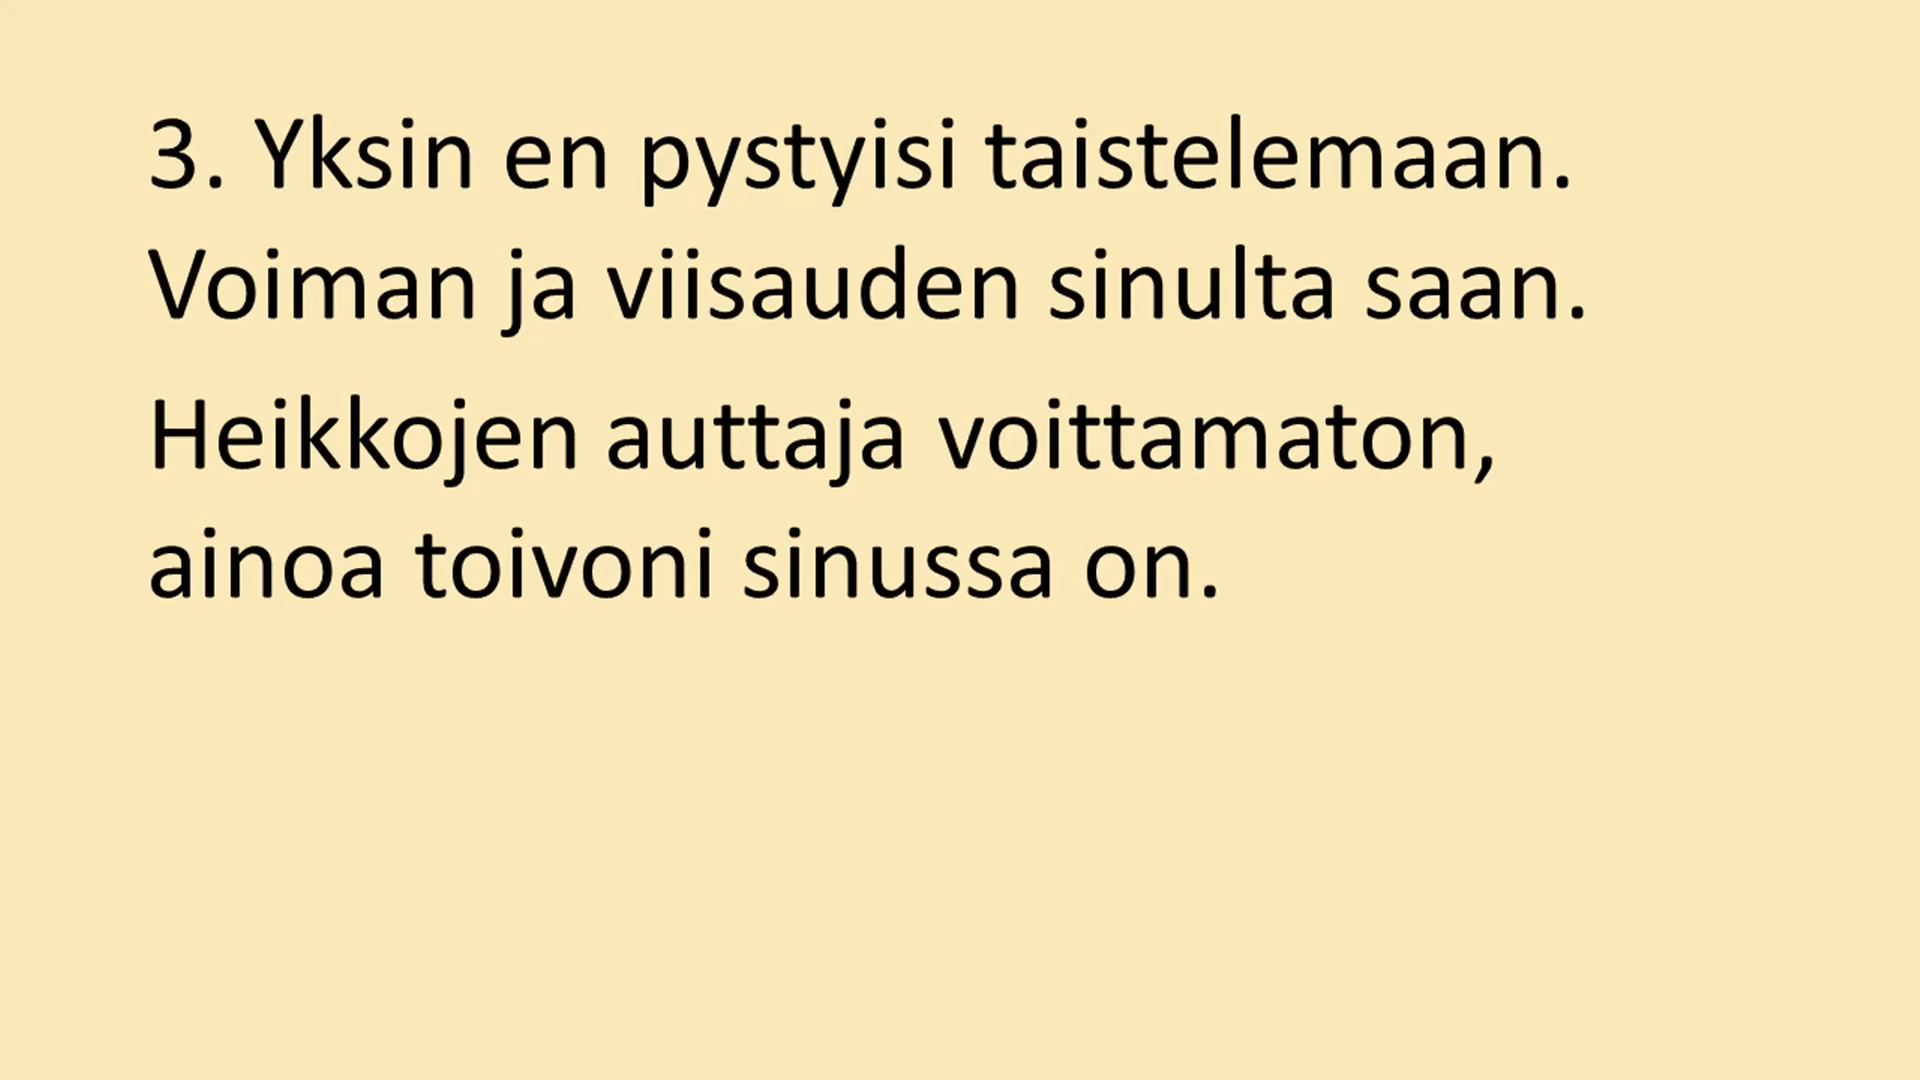 3. Yksin en pystyisi taistelemaan.
Voiman ja viisauden sinulta saan.
Heikkojen auttaja voittamaton,
ainoa toivoni sinussa on.